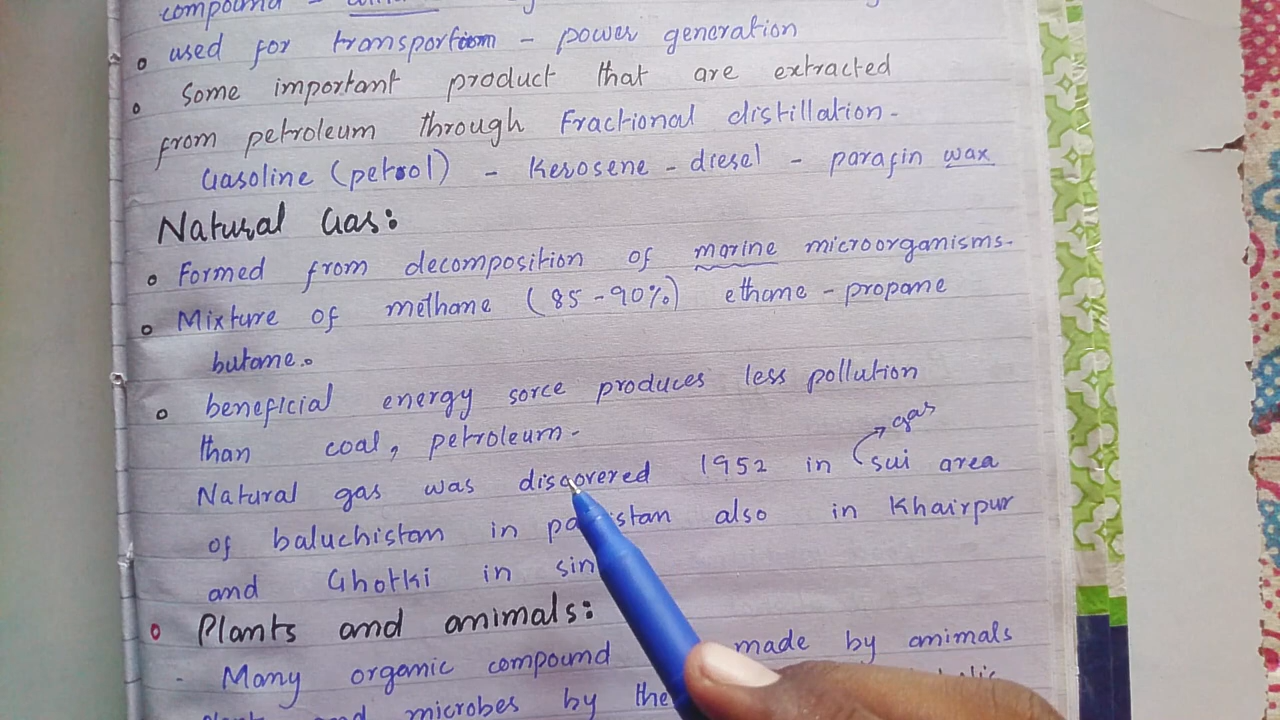 compound -
used for transportiom - power generation
Some important product that are extracted
from petroleum through Fractional distillation.
Gasoline (petrol) - Kerosene - diesel - parafin wax
Natural Gas:
Formed from decomposition of marine microorganisms.
Mixture of methane (85-90%) ethane - propane
butane.
beneficial energy sorce produces less pollution
than coal, petroleum.
gas
Natural gas was discovered 1952 in sui area
of baluchistan in pakistan also in Khairpur
and Ghotki in sin
Plants and animals:
- Many organic compound made by animals
and microbes by the